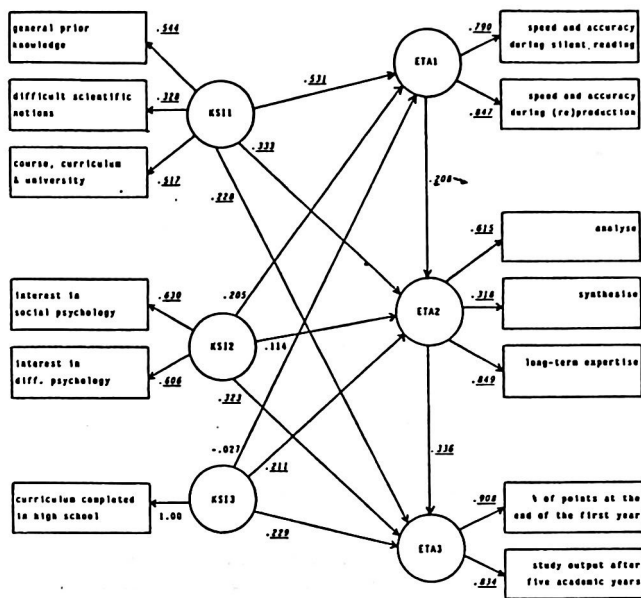 general prior
knowledge
.544
difficult scientific
notions
.328
course, curriculum
& university
.517
KSI1
.531
.333
.228
ETA1
.790
speed and accuracy
during silent reading
.847
speed and accuracy
during (re)production
.208
interest in
social psychology
.630
interest in
diff. psychology
.606
KSI2
.205
.114
.323
ETA2
.615
analyse
.318
synthesise
.849
long-term expertise
.336
curriculum completed
in high school
1.00
KSI3
-.027
.211
.229
ETA3
.908
% of points at the
end of the first year
.834
study output after
five academic years